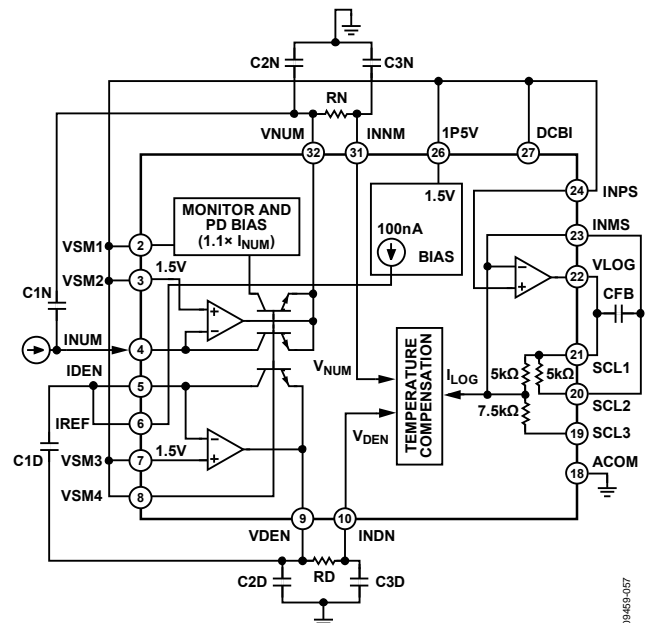 C2N C3N
RN
VNUM INNM 1P5V DCBI
32 31 26 27
24 INPS
1.5V
MONITOR AND
PD BIAS
(1.1× INUM)
100nA
BIAS
23 INMS
VSM1 2
1.5V
VSM2 3
22 VLOG
C1N
CFB
INUM 4
IDEN 5
VNUM
TEMPERATURE
COMPENSATION
ILOG
5kΩ 5kΩ
21 SCL1
20 SCL2
IREF 6
7.5kΩ
VDEN
19 SCL3
1.5V
VSM3 7
C1D
18 ACOM
VSM4 8
9 10
VDEN INDN
RD
C2D C3D
09459-057